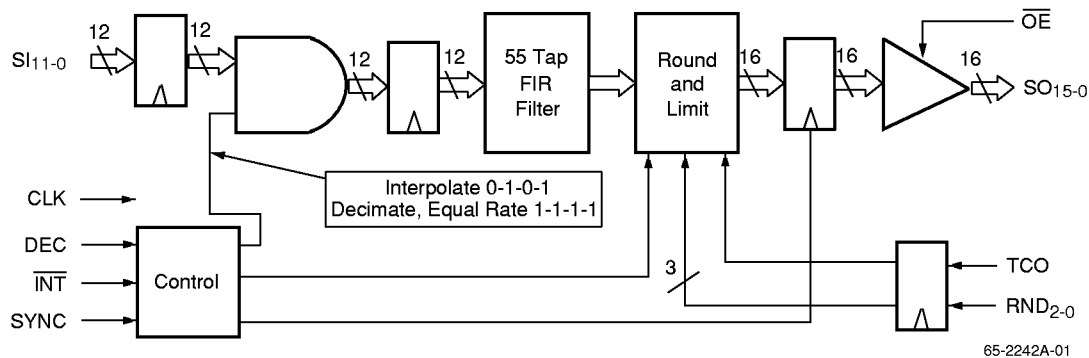 SI11-0
12
12
12
12
55 Tap
FIR
Filter
Round
and
Limit
16
16
16
OE
SO15-0
Interpolate 0-1-0-1
Decimate, Equal Rate 1-1-1-1
CLK
DEC
INT
SYNC
Control
3
TCO
RND2-0
65-2242A-01